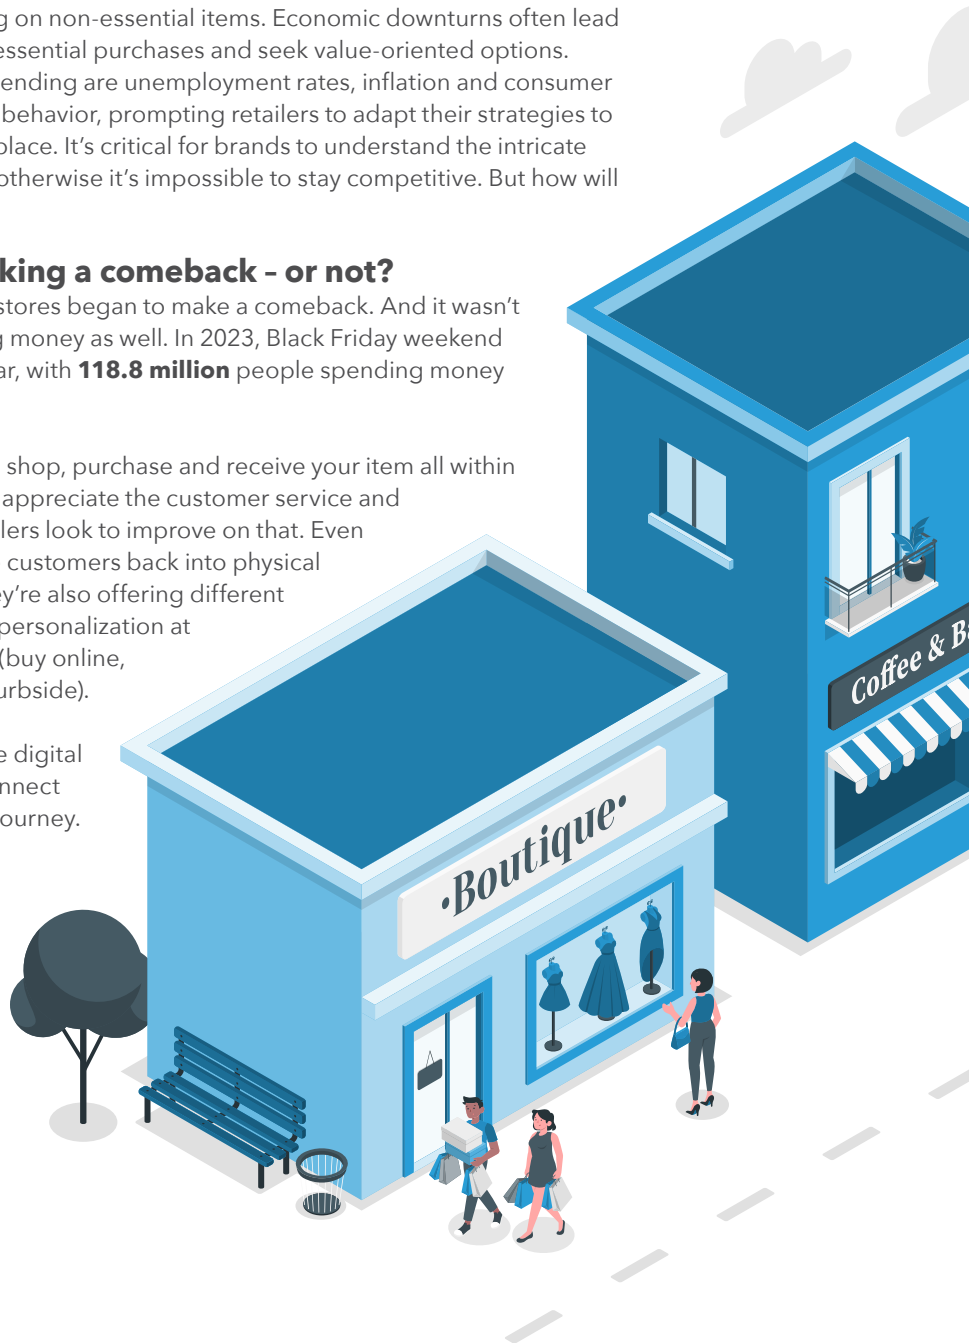 on non-essential items. Economic downturns often lead
essential purchases and seek value-oriented options.
ending are unemployment rates, inflation and consumer
behavior, prompting retailers to adapt their strategies to
place. It’s critical for brands to understand the intricate
otherwise it’s impossible to stay competitive. But how will
king a comeback – or not?
stores began to make a comeback. And it wasn’t
g money as well. In 2023, Black Friday weekend
ar, with 118.8 million people spending money
shop, purchase and receive your item all within
appreciate the customer service and
lers look to improve on that. Even
customers back into physical
ey’re also offering different
personalization at
(buy online,
urbside).
e digital
nnect
ourney.
Coffee & Ba
•Boutique•